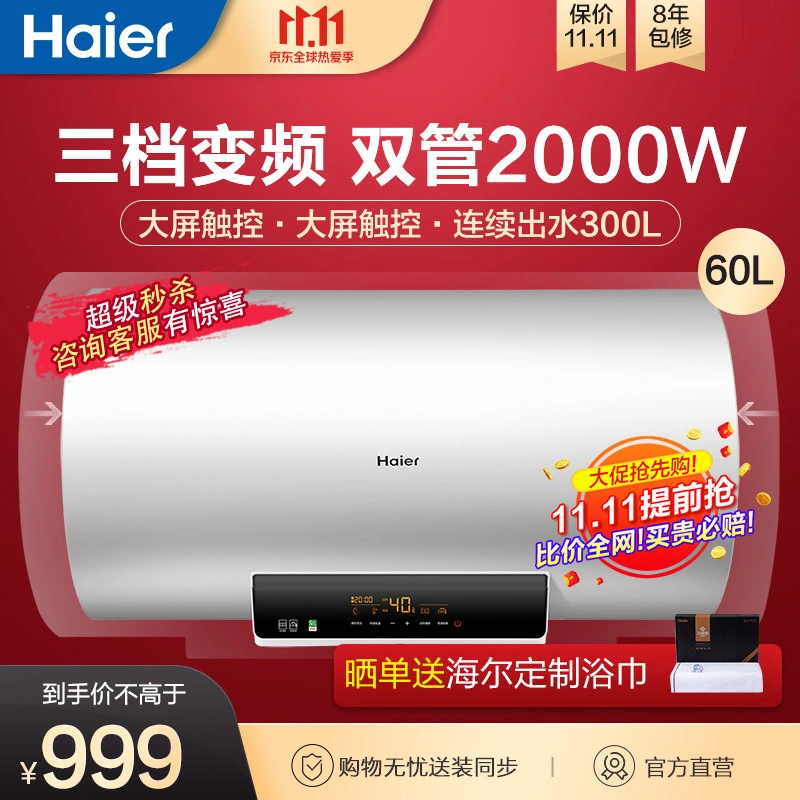 Haier
11.11
京东全球热爱季
保价
11.11
8年
包修
三档变频 双管2000W
大屏触控·大屏触控·连续出水300L
60L
超级秒杀
咨询客服有惊喜
Haier
大促抢先购!
11.11提前抢
比价全网!买贵必赔!
20:00
40℃
晒单送海尔定制浴巾
到手价不高于
¥999
购物无忧送装同步
官方直营